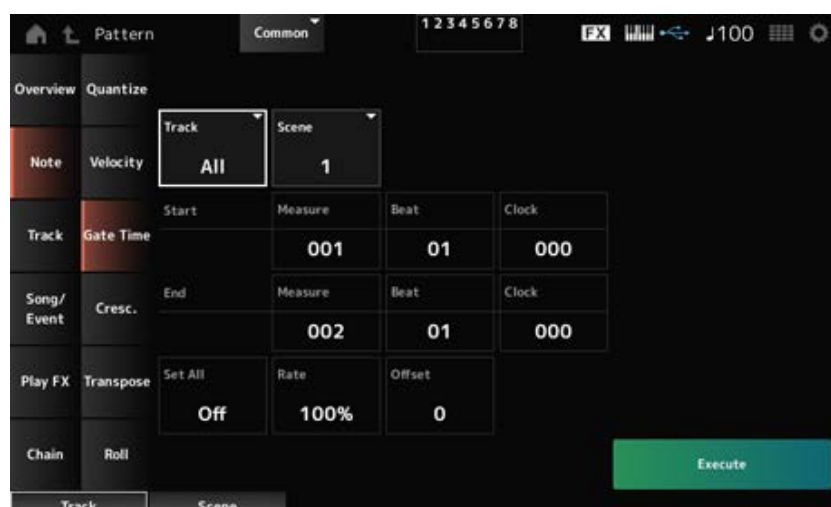 Pattern
Common
12345678
FX
♩100
Overview
Quantize
Note
Velocity
Track
All
Scene
1
Track
Gate Time
Start
Measure
001
Beat
01
Clock
000
Song/
Event
Cresc.
End
Measure
002
Beat
01
Clock
000
Play FX
Transpose
Set All
Off
Rate
100%
Offset
0
Chain
Roll
Execute
Track
Scene